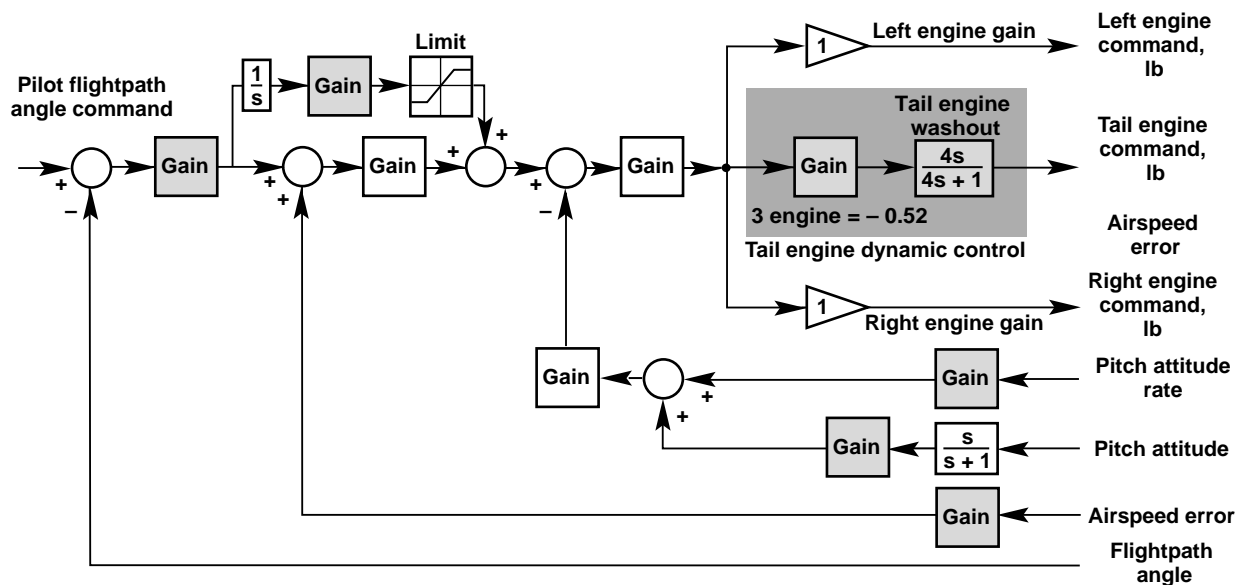 Pilot flightpath
angle command
+
–
Gain
1
s
Gain
Limit
+
+
+
Gain
+
+
+
–
Gain
1
Left engine gain
Left engine
command,
lb
Tail engine
washout
Gain
4s
4s + 1
3 engine = – 0.52
Tail engine dynamic control
Tail engine
command,
lb
Airspeed
error
1
Right engine gain
Right engine
command,
lb
Gain
+
+
Gain
Pitch attitude
rate
Gain
s
s + 1
Pitch attitude
Gain
Airspeed error
Flightpath
angle